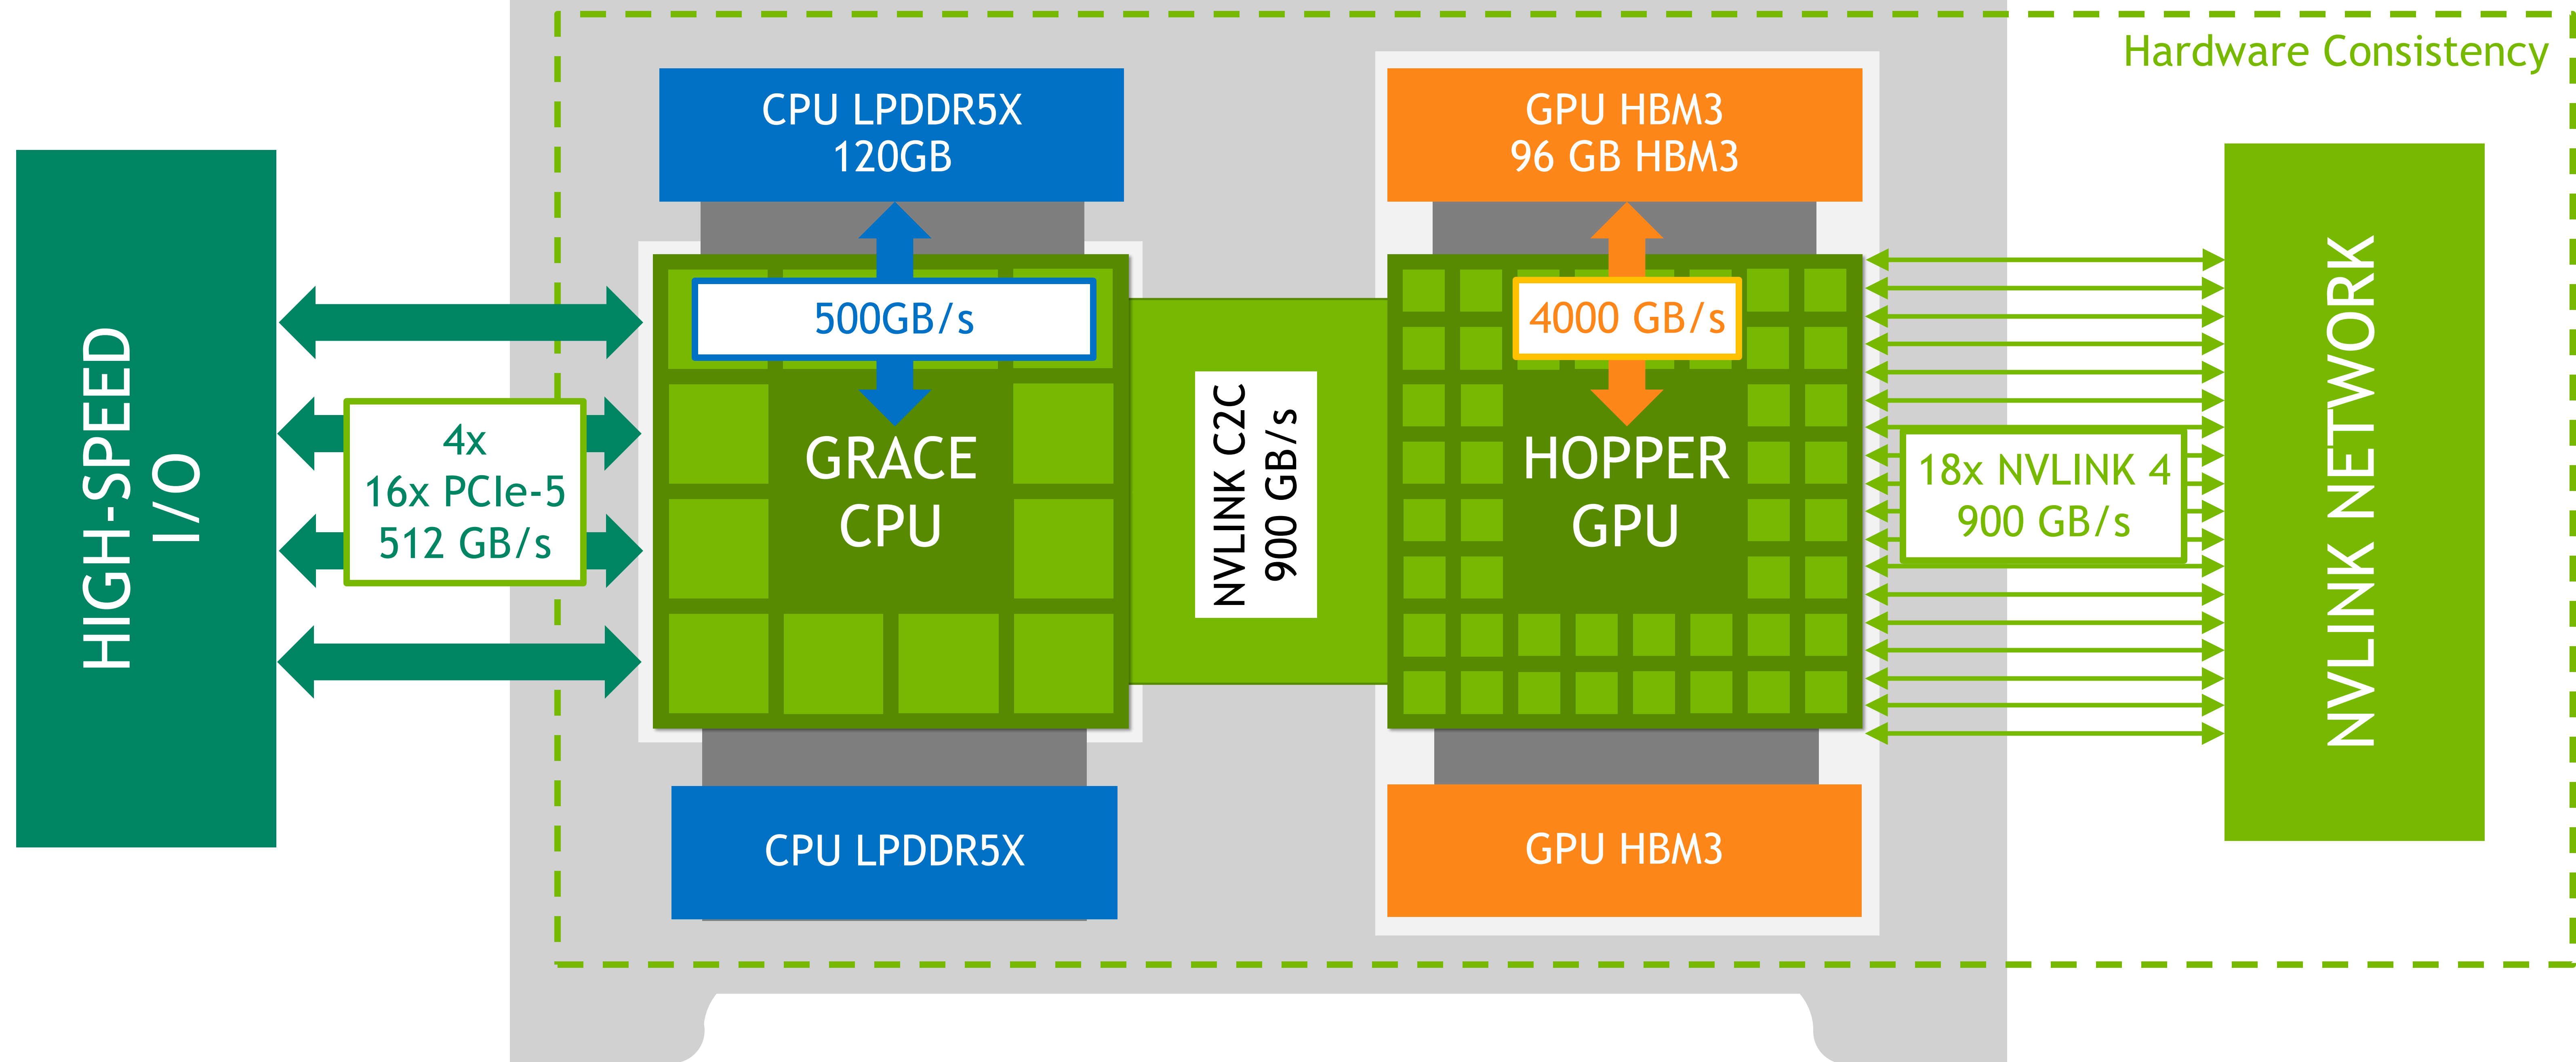 Hardware Consistency
CPU LPDDR5X
120GB
GPU HBM3
96 GB HBM3
HIGH-SPEED
I/O
4x
16x PCIe-5
512 GB/s
500GB/s
GRACE
CPU
NVLINK C2C
900 GB/s
4000 GB/s
HOPPER
GPU
18x NVLINK 4
900 GB/s
NVLINK NETWORK
CPU LPDDR5X
GPU HBM3